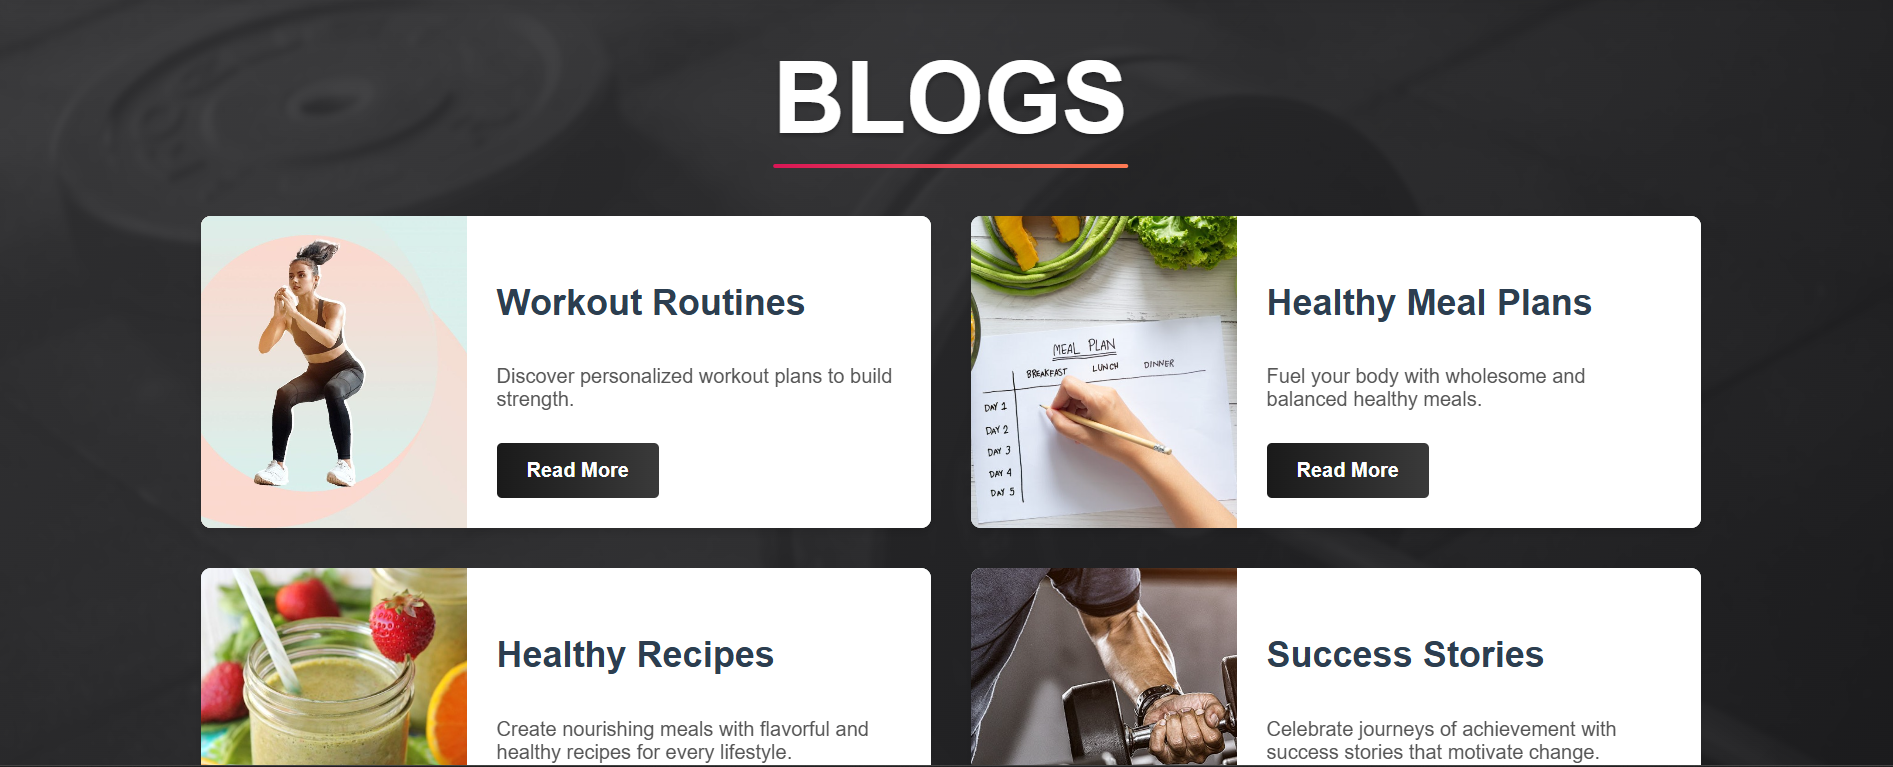 BLOGS
Workout Routines
Discover personalized workout plans to build
strength.
Read More
Healthy Meal Plans
Fuel your body with wholesome and
balanced healthy meals.
Read More
MEAL PLAN
BREAKFAST LUNCH DINNER
DAY 1
DAY 2
DAY 3
DAY 4
DAY 5
Healthy Recipes
Create nourishing meals with flavorful and
healthy recipes for every lifestyle.
Success Stories
Celebrate journeys of achievement with
success stories that motivate change.